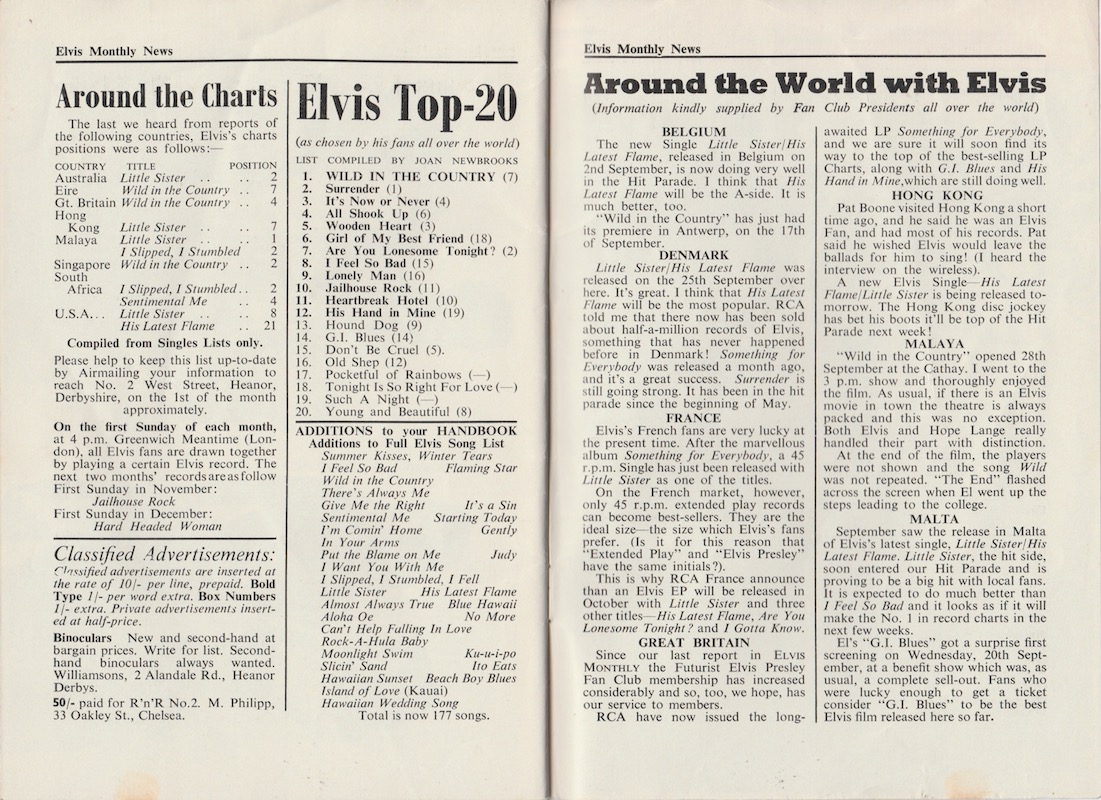 Elvis Monthly News
Around the Charts
The last we heard from reports of
the following countries, Elvis's charts
positions were as follows:—
COUNTRY TITLE POSITION
Australia Little Sister .. .. 2
Eire Wild in the Country .. 7
Gt. Britain Wild in the Country .. 4
Hong
Kong Little Sister .. .. 7
Malaya Little Sister .. .. 1
I Slipped, I Stumbled 2
Singapore Wild in the Country .. 2
South
Africa I Slipped, I Stumbled.. 2
Sentimental Me .. 4
U.S.A... Little Sister .. .. 8
His Latest Flame .. 21
Compiled from Singles Lists only.
Please help to keep this list up-to-date
by Airmailing your information to
reach No. 2 West Street, Heanor,
Derbyshire, on the 1st of the month
approximately.
On the first Sunday of each month,
at 4 p.m. Greenwich Meantime (Lon-
don), all Elvis fans are drawn together
by playing a certain Elvis record. The
next two months' records are as follow
First Sunday in November:
Jailhouse Rock
First Sunday in December:
Hard Headed Woman
Classified Advertisements:
Classified advertisements are inserted at
the rate of 10/- per line, prepaid. Bold
Type 1/- per word extra. Box Numbers
1/- extra. Private advertisements insert-
ed at half-price.
Binoculars New and second-hand at
bargain prices. Write for list. Second-
hand binoculars always wanted.
Williamsons, 2 Alandale Rd., Heanor
Derbys.
50/- paid for R'n'R No.2. M. Philipp,
33 Oakley St., Chelsea.
Elvis Top-20
(as chosen by his fans all over the world)
LIST COMPILED BY JOAN NEWBROOKS
1. WILD IN THE COUNTRY (7)
2. Surrender (1)
3. It's Now or Never (4)
4. All Shook Up (6)
5. Wooden Heart (3)
6. Girl of My Best Friend (18)
7. Are You Lonesome Tonight? (2)
8. I Feel So Bad (15)
9. Lonely Man (16)
10. Jailhouse Rock (11)
11. Heartbreak Hotel (10)
12. His Hand in Mine (19)
13. Hound Dog (9)
14. G.I. Blues (14)
15. Don't Be Cruel (5).
16. Old Shep (12)
17. Pocketful of Rainbows (—)
18. Tonight Is So Right For Love (—)
19. Such A Night (—)
20. Young and Beautiful (8)
ADDITIONS to your HANDBOOK
Additions to Full Elvis Song List
Summer Kisses, Winter Tears
I Feel So Bad Flaming Star
Wild in the Country
There's Always Me
Give Me the Right It's a Sin
Sentimental Me Starting Today
I'm Comin' Home Gently
In Your Arms
Put the Blame on Me Judy
I Want You With Me
I Slipped, I Stumbled, I Fell
Little Sister His Latest Flame
Almost Always True Blue Hawaii
Aloha Oe No More
Can't Help Falling In Love
Rock-A-Hula Baby
Moonlight Swim Ku-u-i-po
Slicin' Sand Ito Eats
Hawaiian Sunset Beach Boy Blues
Island of Love (Kauai)
Hawaiian Wedding Song
Total is now 177 songs.
Elvis Monthly News
Around the World with Elvis
(Information kindly supplied by Fan Club Presidents all over the world)
BELGIUM
The new Single Little Sister/His
Latest Flame, released in Belgium on
2nd September, is now doing very well
in the Hit Parade. I think that His
Latest Flame will be the A-side. It is
much better, too.
"Wild in the Country" has just had
its premiere in Antwerp, on the 17th
of September.
DENMARK
Little Sister/His Latest Flame was
released on the 25th September over
here. It's great. I think that His Latest
Flame will be the most popular. RCA
told me that there now has been sold
about half-a-million records of Elvis,
something that has never happened
before in Denmark! Something for
Everybody was released a month ago,
and it's a great success. Surrender is
still going strong. It has been in the hit
parade since the beginning of May.
FRANCE
Elvis's French fans are very lucky at
the present time. After the marvellous
album Something for Everybody, a 45
r.p.m. Single has just been released with
Little Sister as one of the titles.
On the French market, however,
only 45 r.p.m. extended play records
can become best-sellers. They are the
ideal size—the size which Elvis's fans
prefer. (Is it for this reason that
"Extended Play" and "Elvis Presley"
have the same initials?).
This is why RCA France announce
than an Elvis EP will be released in
October with Little Sister and three
other titles—His Latest Flame, Are You
Lonesome Tonight? and I Gotta Know.
GREAT BRITAIN
Since our last report in ELVIS
MONTHLY the Futurist Elvis Presley
Fan Club membership has increased
considerably and so, too, we hope, has
our service to members.
RCA have now issued the long-
awaited LP Something for Everybody,
and we are sure it will soon find its
way to the top of the best-selling LP
Charts, along with G.I. Blues and His
Hand in Mine,which are still doing well.
HONG KONG
Pat Boone visited Hong Kong a short
time ago, and he said he was an Elvis
Fan, and had most of his records. Pat
said he wished Elvis would leave the
ballads for him to sing! (I heard the
interview on the wireless).
A new Elvis Single—His Latest
Flame/Little Sister is being released to-
morrow. The Hong Kong disc jockey
has bet his boots it'll be top of the Hit
Parade next week!
MALAYA
"Wild in the Country" opened 28th
September at the Cathay. I went to the
3 p.m. show and thoroughly enjoyed
the film. As usual, if there is an Elvis
movie in town the theatre is always
packed and this was no exception.
Both Elvis and Hope Lange really
handled their part with distinction.
At the end of the film, the players
were not shown and the song Wild
was not repeated. "The End" flashed
across the screen when El went up the
steps leading to the college.
MALTA
September saw the release in Malta
of Elvis's latest single, Little Sister/His
Latest Flame. Little Sister, the hit side,
soon entered our Hit Parade and is
proving to be a big hit with local fans.
It is expected to do much better than
I Feel So Bad and it looks as if it will
make the No. 1 in record charts in the
next few weeks.
El's "G.I. Blues" got a surprise first
screening on Wednesday, 20th Sept-
ember, at a benefit show which was, as
usual, a complete sell-out. Fans who
were lucky enough to get a ticket
consider "G.I. Blues" to be the best
Elvis film released here so far.